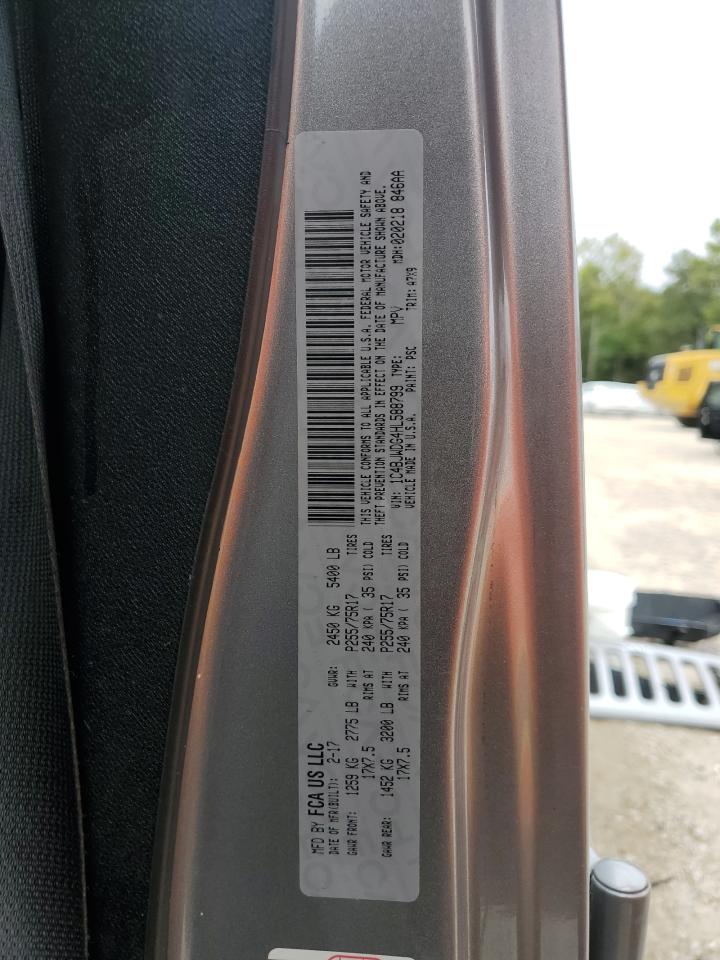 MFD BY FCA US LLC
DATE OF MFR(BUILT): 2-17 GVWR: 2450 KG 5400 LB
GAWR FRONT: 1259 KG 2775 LB WITH P255/75R17 TIRES
17X7.5 RIMS AT 240 KPA ( 35 PSI) COLD
GAWR REAR: 1452 KG 3200 LB WITH P255/75R17 TIRES
17X7.5 RIMS AT 240 KPA ( 35 PSI) COLD
THIS VEHICLE CONFORMS TO ALL APPLICABLE U.S.A. FEDERAL MOTOR VEHICLE SAFETY AND
THEFT PREVENTION STANDARDS IN EFFECT ON THE DATE OF MANUFACTURE SHOWN ABOVE.
VIN: 1C4BJWDG4HL588799 TYPE: MPV MDH:020218 846AA
VEHICLE MADE IN U.S.A. PAINT: PSC TRIM: A7X9